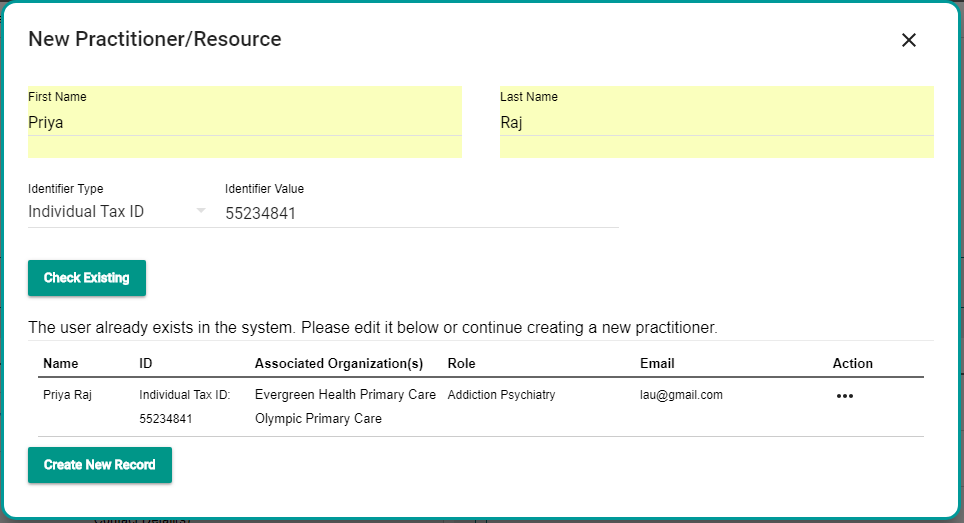 New Practitioner/Resource
First Name
Last Name
Priya
Raj
Identifier Type
Identifier Value
Individual Tax ID
55234841
Check Existing
The user already exists in the system. Please edit it below or continue creating a new practitioner.
Name ID Associated Organization(s) Role Email Action
Priya Raj Individual Tax ID: Evergreen Health Primary Care Addiction Psychiatry lau@gmail.com •••
55234841 Olympic Primary Care
Create New Record